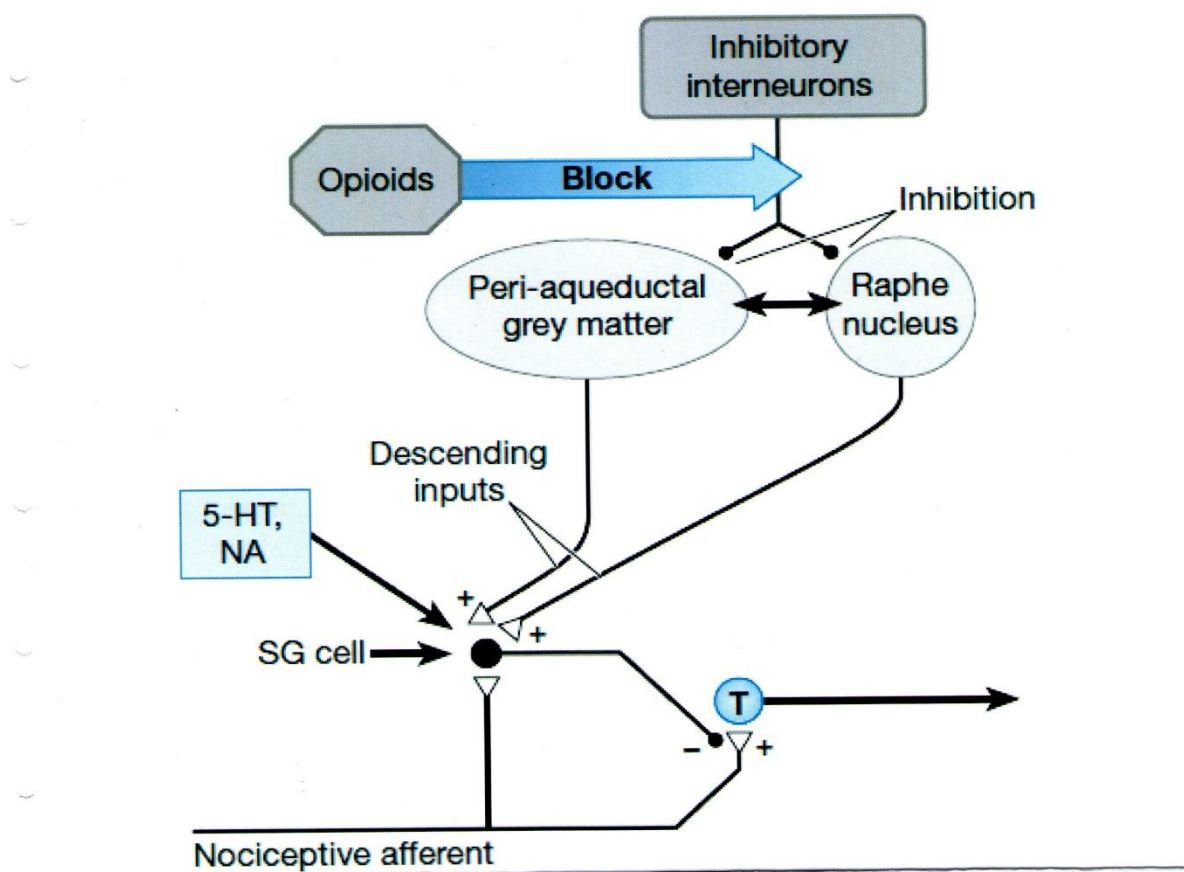 Inhibitory
interneurons
Opioids
Block
Inhibition
Peri-aqueductal
grey matter
Raphe
nucleus
Descending
inputs
5-HT,
NA
+
+
SG cell
T
–
+
Nociceptive afferent